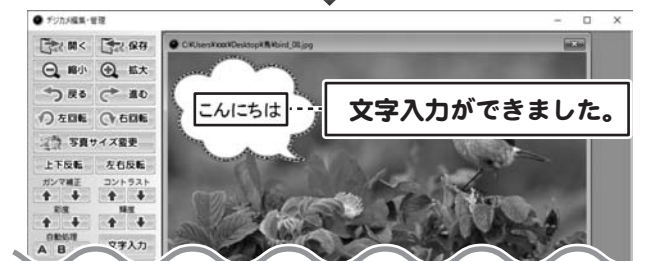 デジカメ編集・管理
C:¥Users¥xxx¥Desktop¥鳥¥bird_08.jpg
開く 保存
縮小 拡大
戻る 進む
左回転 右回転
写真サイズ変更
上下反転 左右反転
ガンマ補正 コントラスト
彩度 輝度
自動処理
A B 文字入力
こんにちは
文字入力ができました。